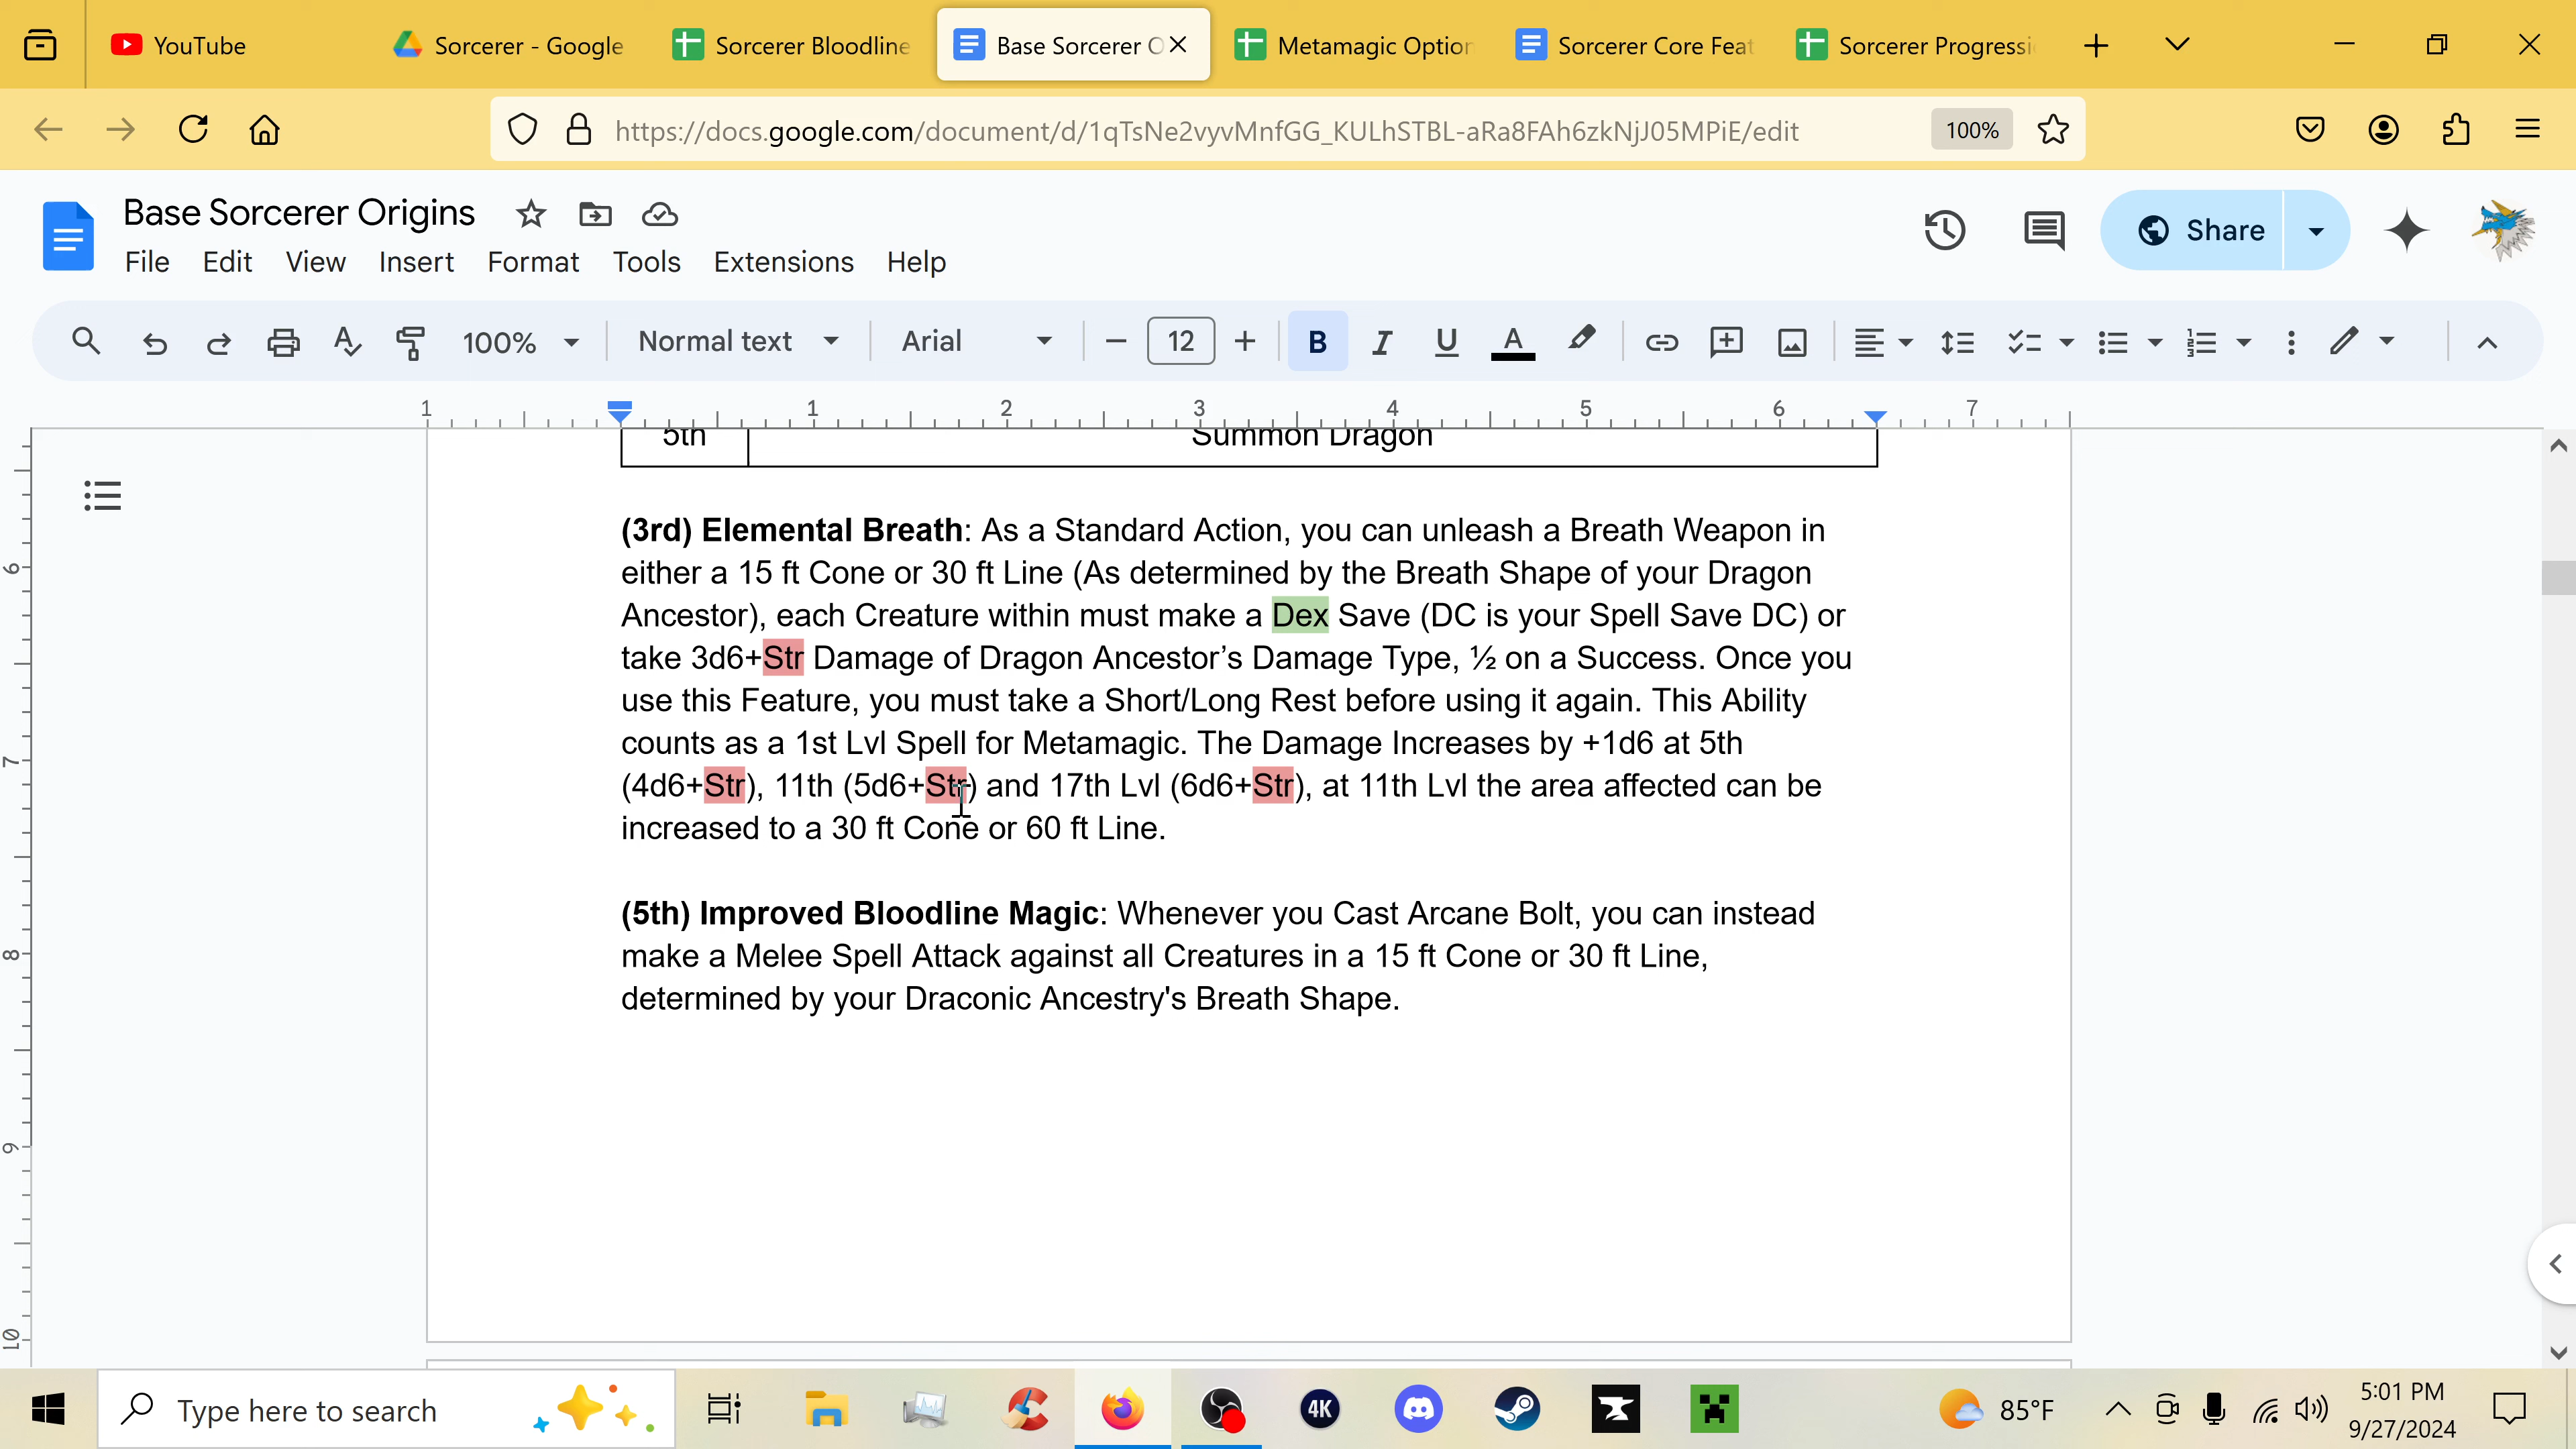 YouTube
Sorcerer - Google
Sorcerer Bloodline
Base Sorcerer O
Metamagic Option
Sorcerer Core Feat
Sorcerer Progressi
https://docs.google.com/document/d/1qTsNe2vyvMnfGG_KULhSTBL-aRa8FAh6zkNjJ05MPiE/edit
100%
Base Sorcerer Origins
File Edit View Insert Format Tools Extensions Help
Share
100% Normal text Arial 12 B I U A
1 1 2 3 4 5 6 7
5th Summon Dragon
(3rd) Elemental Breath: As a Standard Action, you can unleash a Breath Weapon in
either a 15 ft Cone or 30 ft Line (As determined by the Breath Shape of your Dragon
Ancestor), each Creature within must make a Dex Save (DC is your Spell Save DC) or
take 3d6+Str Damage of Dragon Ancestor’s Damage Type, ½ on a Success. Once you
use this Feature, you must take a Short/Long Rest before using it again. This Ability
counts as a 1st Lvl Spell for Metamagic. The Damage Increases by +1d6 at 5th
(4d6+Str), 11th (5d6+Str) and 17th Lvl (6d6+Str), at 11th Lvl the area affected can be
increased to a 30 ft Cone or 60 ft Line.
(5th) Improved Bloodline Magic: Whenever you Cast Arcane Bolt, you can instead
make a Melee Spell Attack against all Creatures in a 15 ft Cone or 30 ft Line,
determined by your Draconic Ancestry's Breath Shape.
6
7
8
9
10
Type here to search
4K
85°F
5:01 PM
9/27/2024